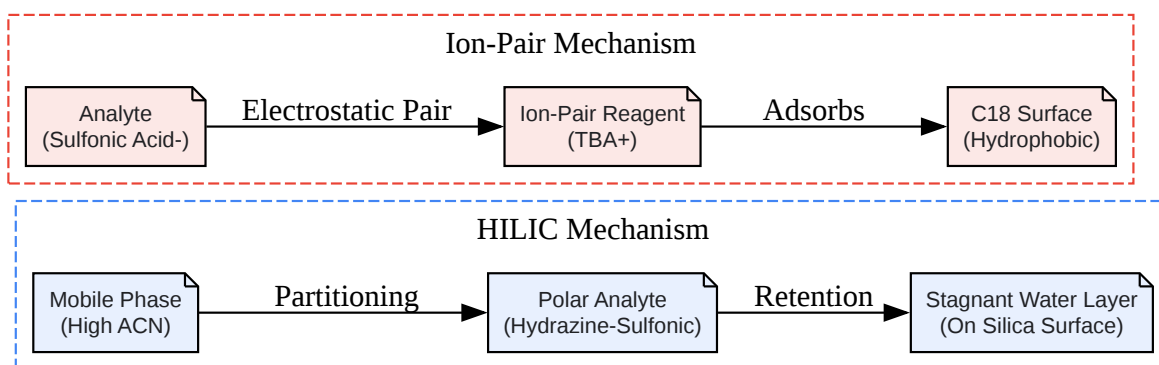 Ion-Pair Mechanism
Analyte
(Sulfonic Acid-)
Electrostatic Pair
Ion-Pair Reagent
(TBA+)
Adsorbs
C18 Surface
(Hydrophobic)
HILIC Mechanism
Mobile Phase
(High ACN)
Partitioning
Polar Analyte
(Hydrazine-Sulfonic)
Retention
Stagnant Water Layer
(On Silica Surface)